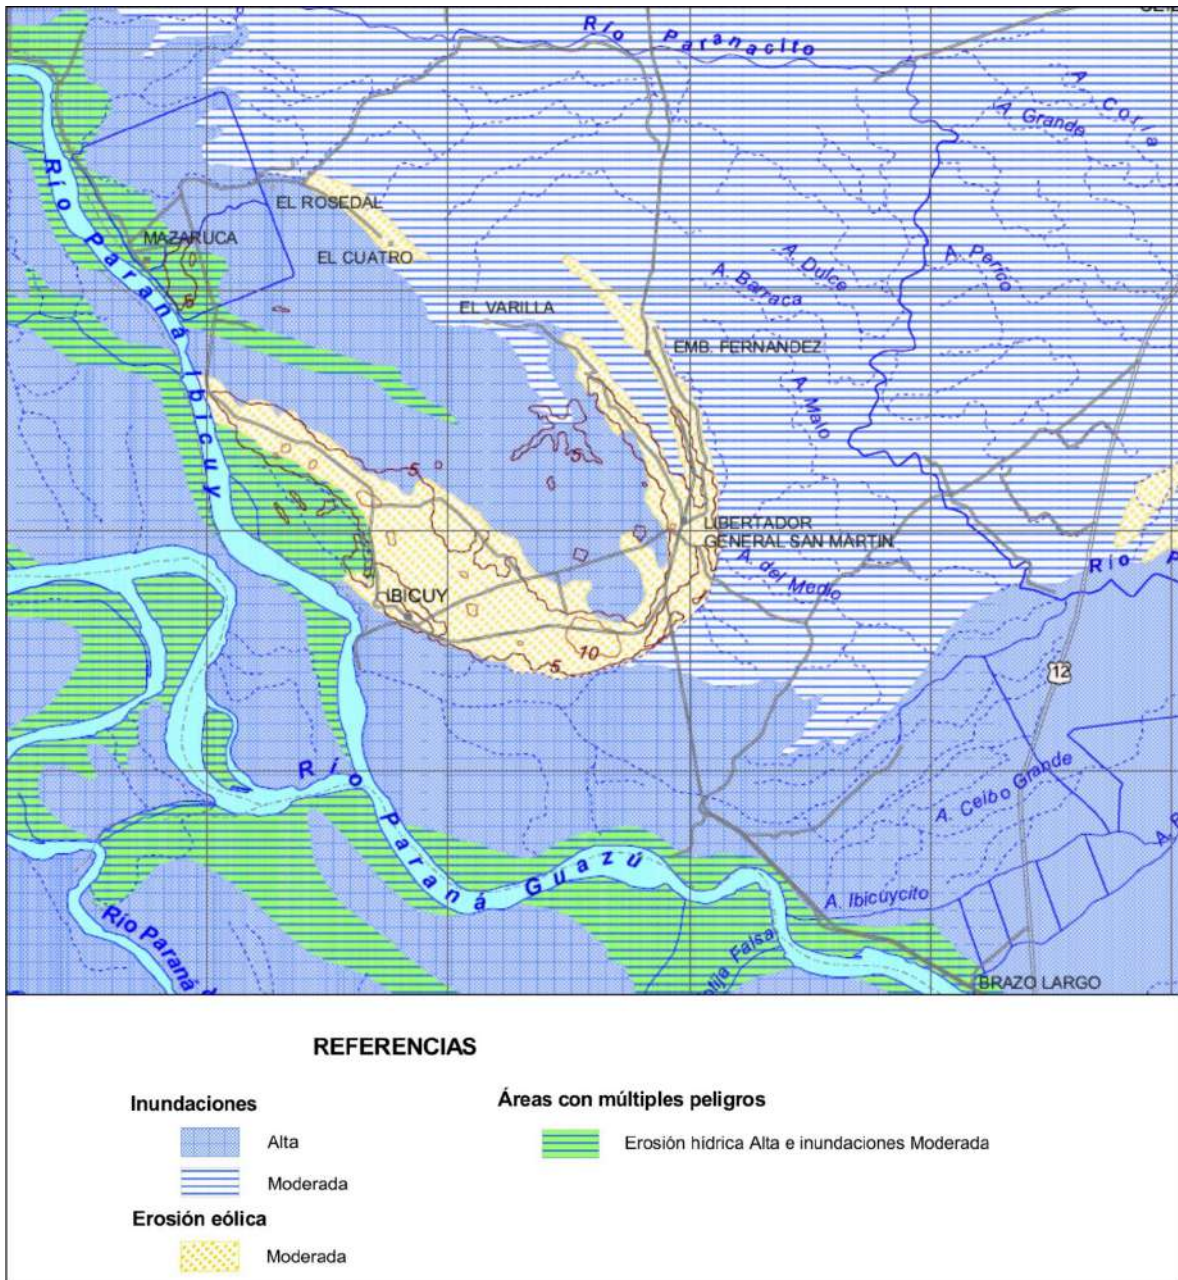 Río Paranacito
A. Coría
A. Grande
Río Paraná Ibicuy
EL ROSEDAL
MAZARUCA
EL CUATRO
A. Dulce
A. Perico
A. Barraca
5
EL VARILLA
EMB. FERNANDEZ
A. Malo
5
5
LIBERTADOR
GENERAL SAN MARTIN
A. del Medio
Río P
IBICUY
10
5
12
Río Paraná Guazú
A. Ceibo Grande
A. Ibicuycito
Río Paraná
Falsa
BRAZO LARGO
REFERENCIAS
Inundaciones
Alta
Moderada
Erosión eólica
Moderada
Áreas con múltiples peligros
Erosión hídrica Alta e inundaciones Moderada